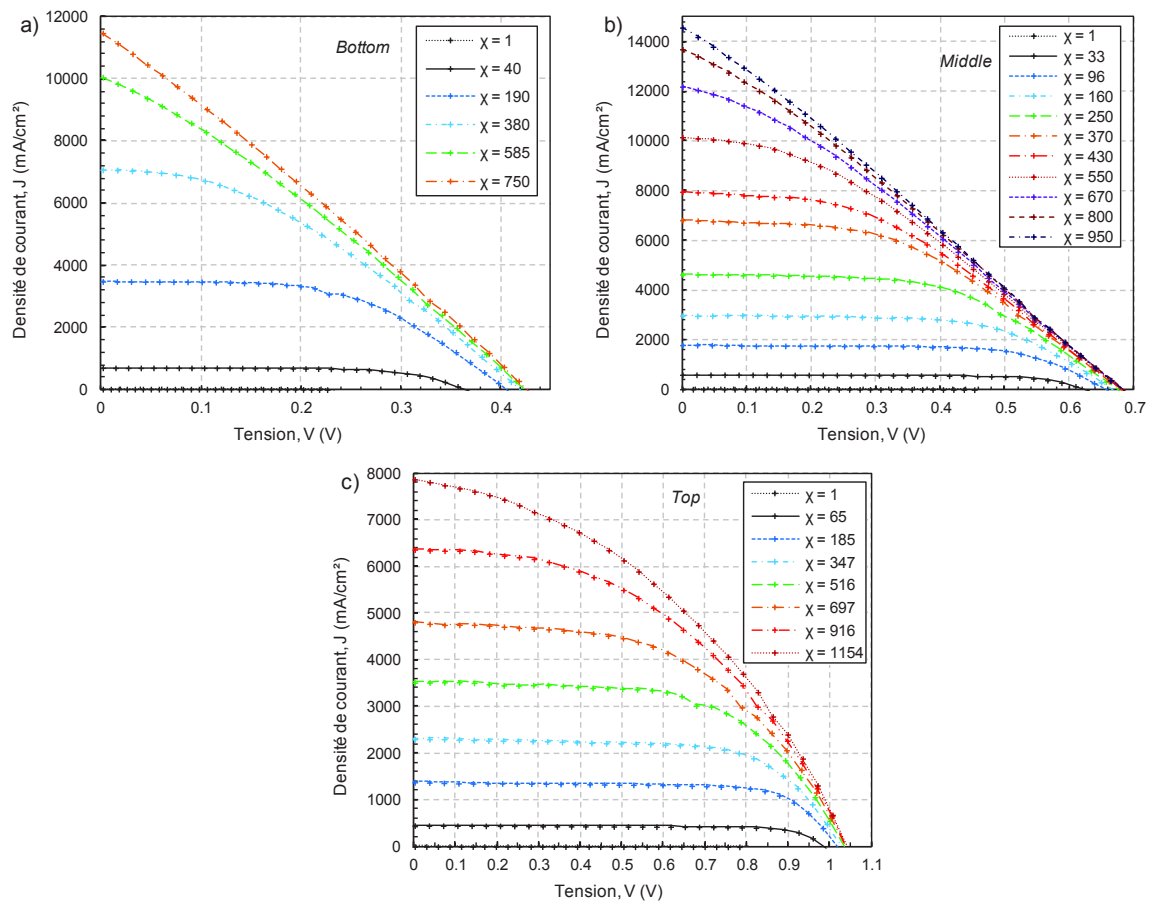 a)
Bottom
χ = 1
χ = 40
χ = 190
χ = 380
χ = 585
χ = 750
12000
10000
8000
6000
4000
2000
0
Densité de courant, J (mA/cm²)
0 0.1 0.2 0.3 0.4
Tension, V (V)
b)
Middle
χ = 1
χ = 33
χ = 96
χ = 160
χ = 250
χ = 370
χ = 430
χ = 550
χ = 670
χ = 800
χ = 950
14000
12000
10000
8000
6000
4000
2000
0
Densité de courant, J (mA/cm²)
0 0.1 0.2 0.3 0.4 0.5 0.6 0.7
Tension, V (V)
c)
Top
χ = 1
χ = 65
χ = 185
χ = 347
χ = 516
χ = 697
χ = 916
χ = 1154
8000
7000
6000
5000
4000
3000
2000
1000
0
Densité de courant, J (mA/cm²)
0 0.1 0.2 0.3 0.4 0.5 0.6 0.7 0.8 0.9 1 1.1
Tension, V (V)